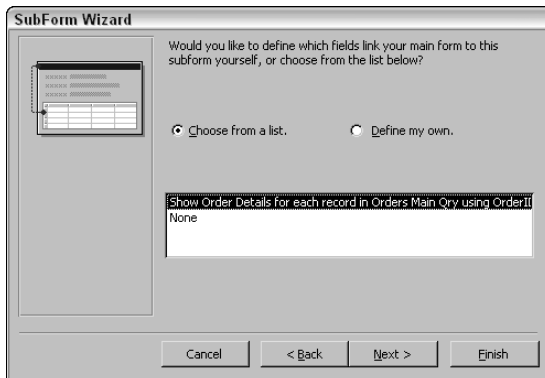 SubForm Wizard
Would you like to define which fields link your main form to this
subform yourself, or choose from the list below?
Choose from a list.
Define my own.
Show Order Details for each record in Orders Main Qry using OrderI
None
Cancel
< Back
Next >
Finish